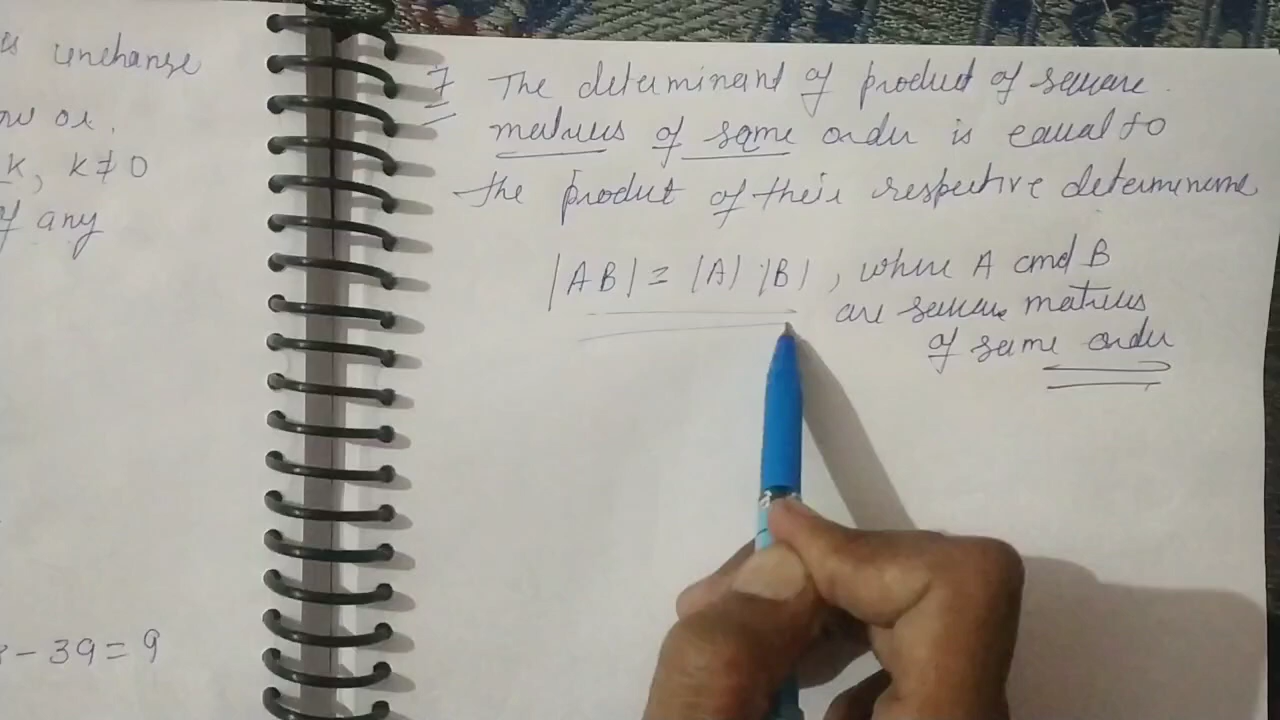 unchange
or
k, k ≠ 0
of any
- 39 = 9
7 The determinant of product of square
matrices of same order is equal to
the product of their respective determinants
|AB| = |A| |B|, where A and B
are square matrices
of same order